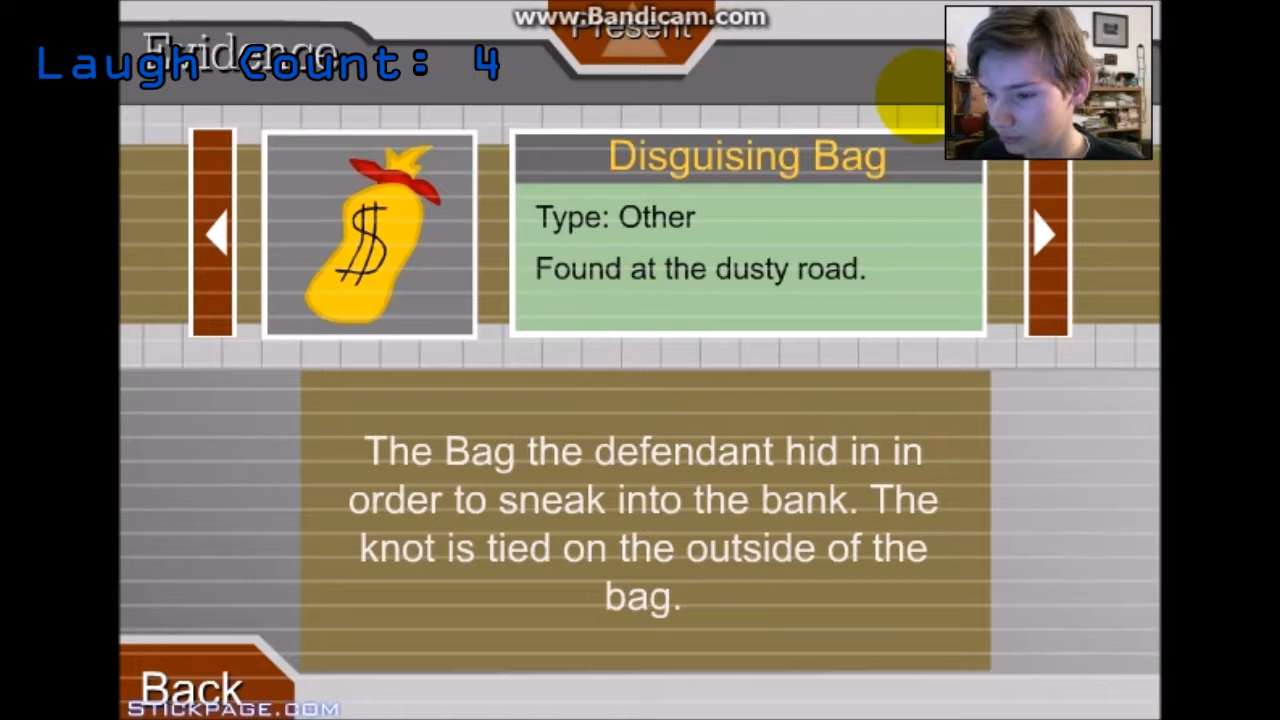 www.Bandicam.com
Evidence
Present
Laugh Count: 4
Disguising Bag
$
Type: Other
Found at the dusty road.
The Bag the defendant hid in in
order to sneak into the bank. The
knot is tied on the outside of the
bag.
Back
STICKPAGE.COM